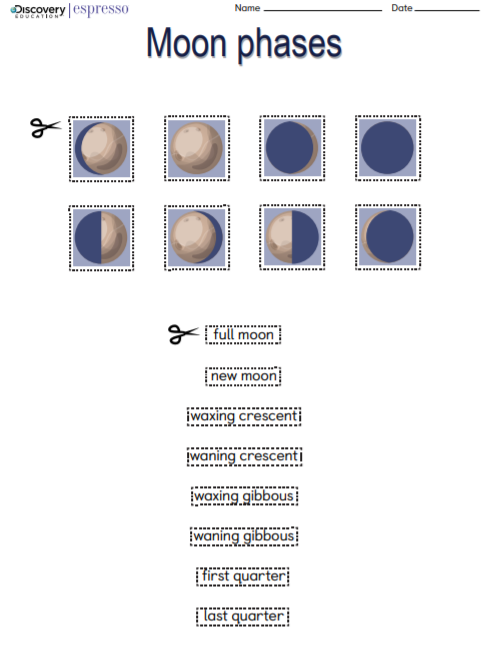 Discovery EDUCATION | espresso Name Date
Moon phases
full moon
new moon
waxing crescent
waning crescent
waxing gibbous
waning gibbous
first quarter
last quarter